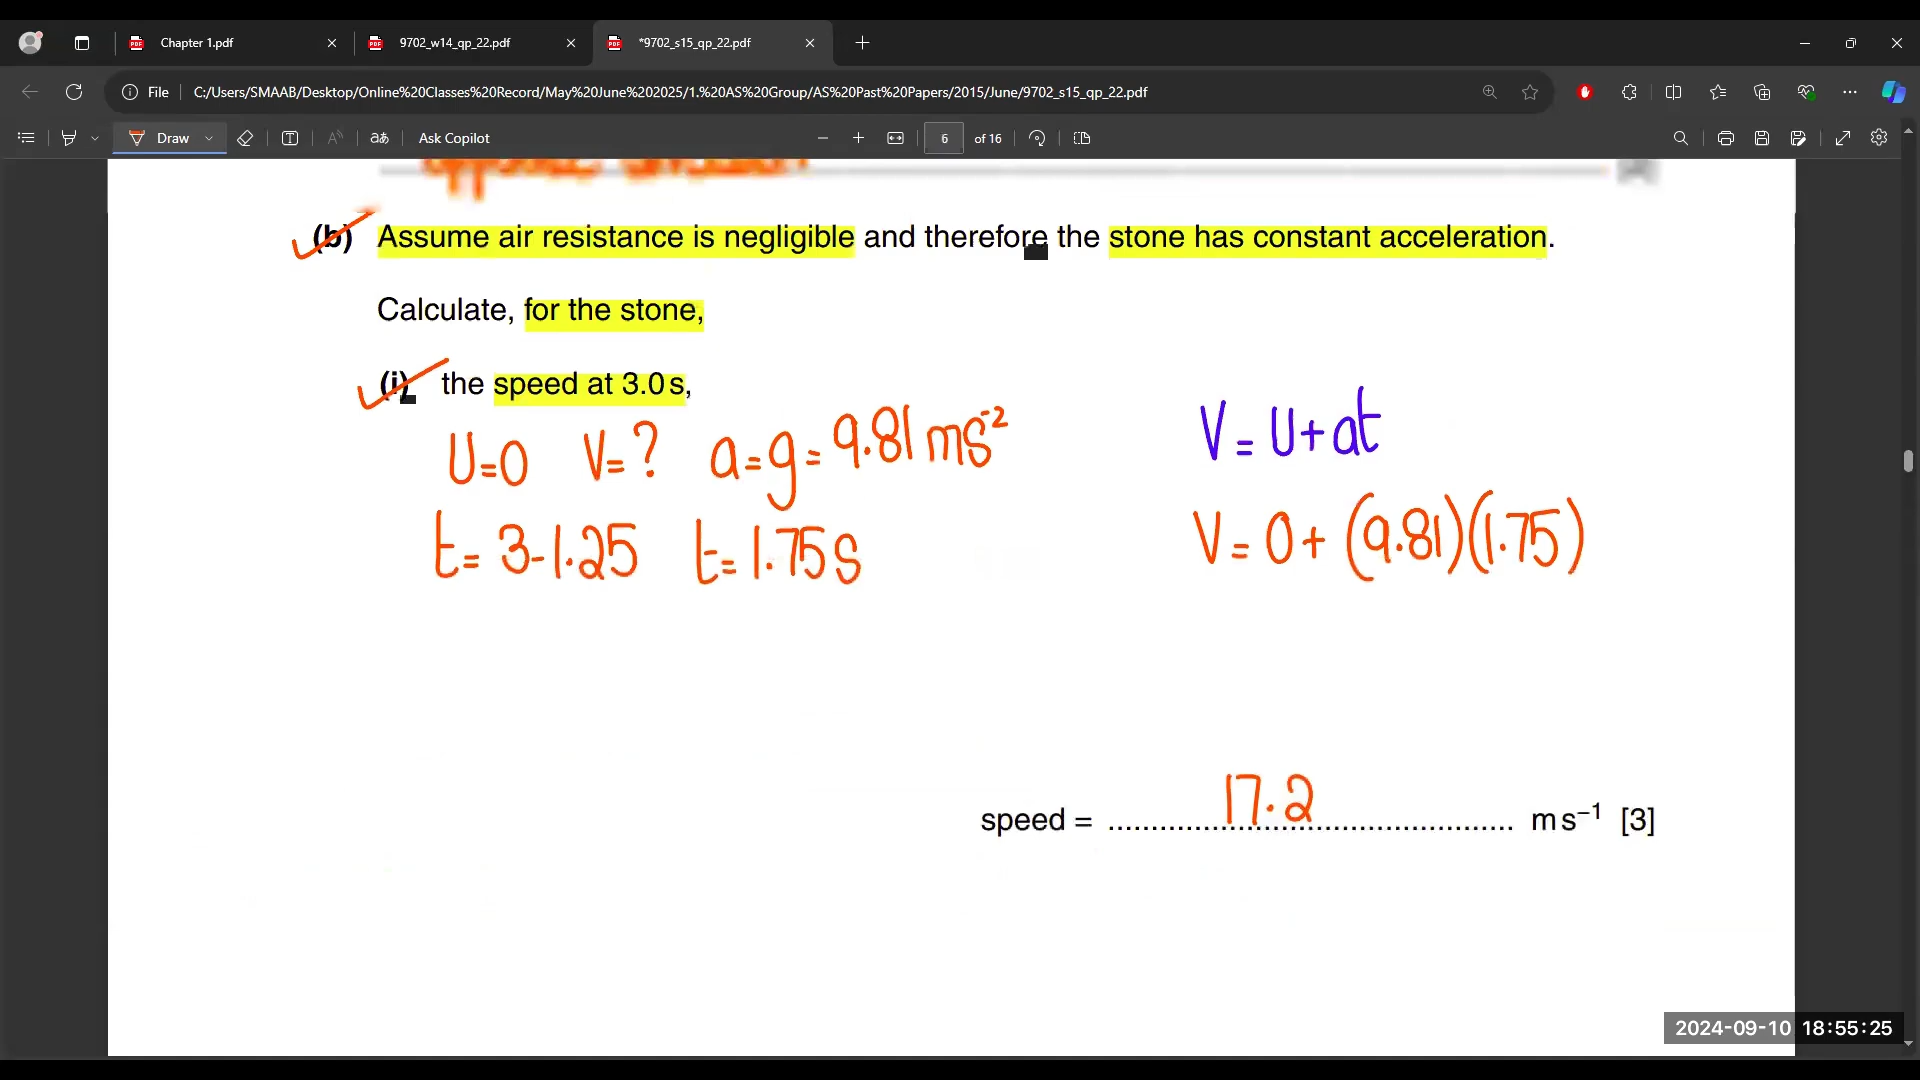 Chapter 1.pdf
9702_w14_qp_22.pdf
*9702_s15_qp_22.pdf
File
C:/Users/SMAAB/Desktop/Online%20Classes%20Record/May%20June%202025/1.%20AS%20Group/AS%20Past%20Papers/2015/June/9702_s15_qp_22.pdf
Draw
Ask Copilot
6 of 16
(b) Assume air resistance is negligible and therefore the stone has constant acceleration.
Calculate, for the stone,
(i) the speed at 3.0 s,
U=0 V=? a=g=9.81 ms⁻²
V=U+at
t=3-1.25 t=1.75s
V=0+(9.81)(1.75)
17.2
speed = ................................................ m s⁻¹ [3]
2024-09-10 18:55:25